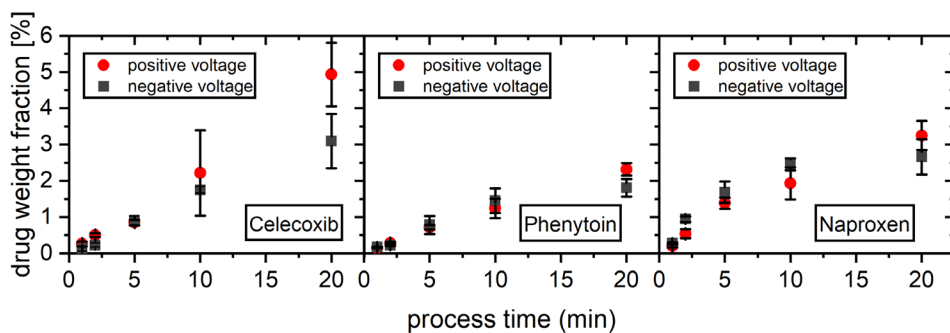 drug weight fraction [%]
6
5
4
3
2
1
0
positive voltage
negative voltage
Celecoxib
0 5 10 15 20
positive voltage
negative voltage
Phenytoin
0 5 10 15 20
positive voltage
negative voltage
Naproxen
0 5 10 15 20
process time (min)